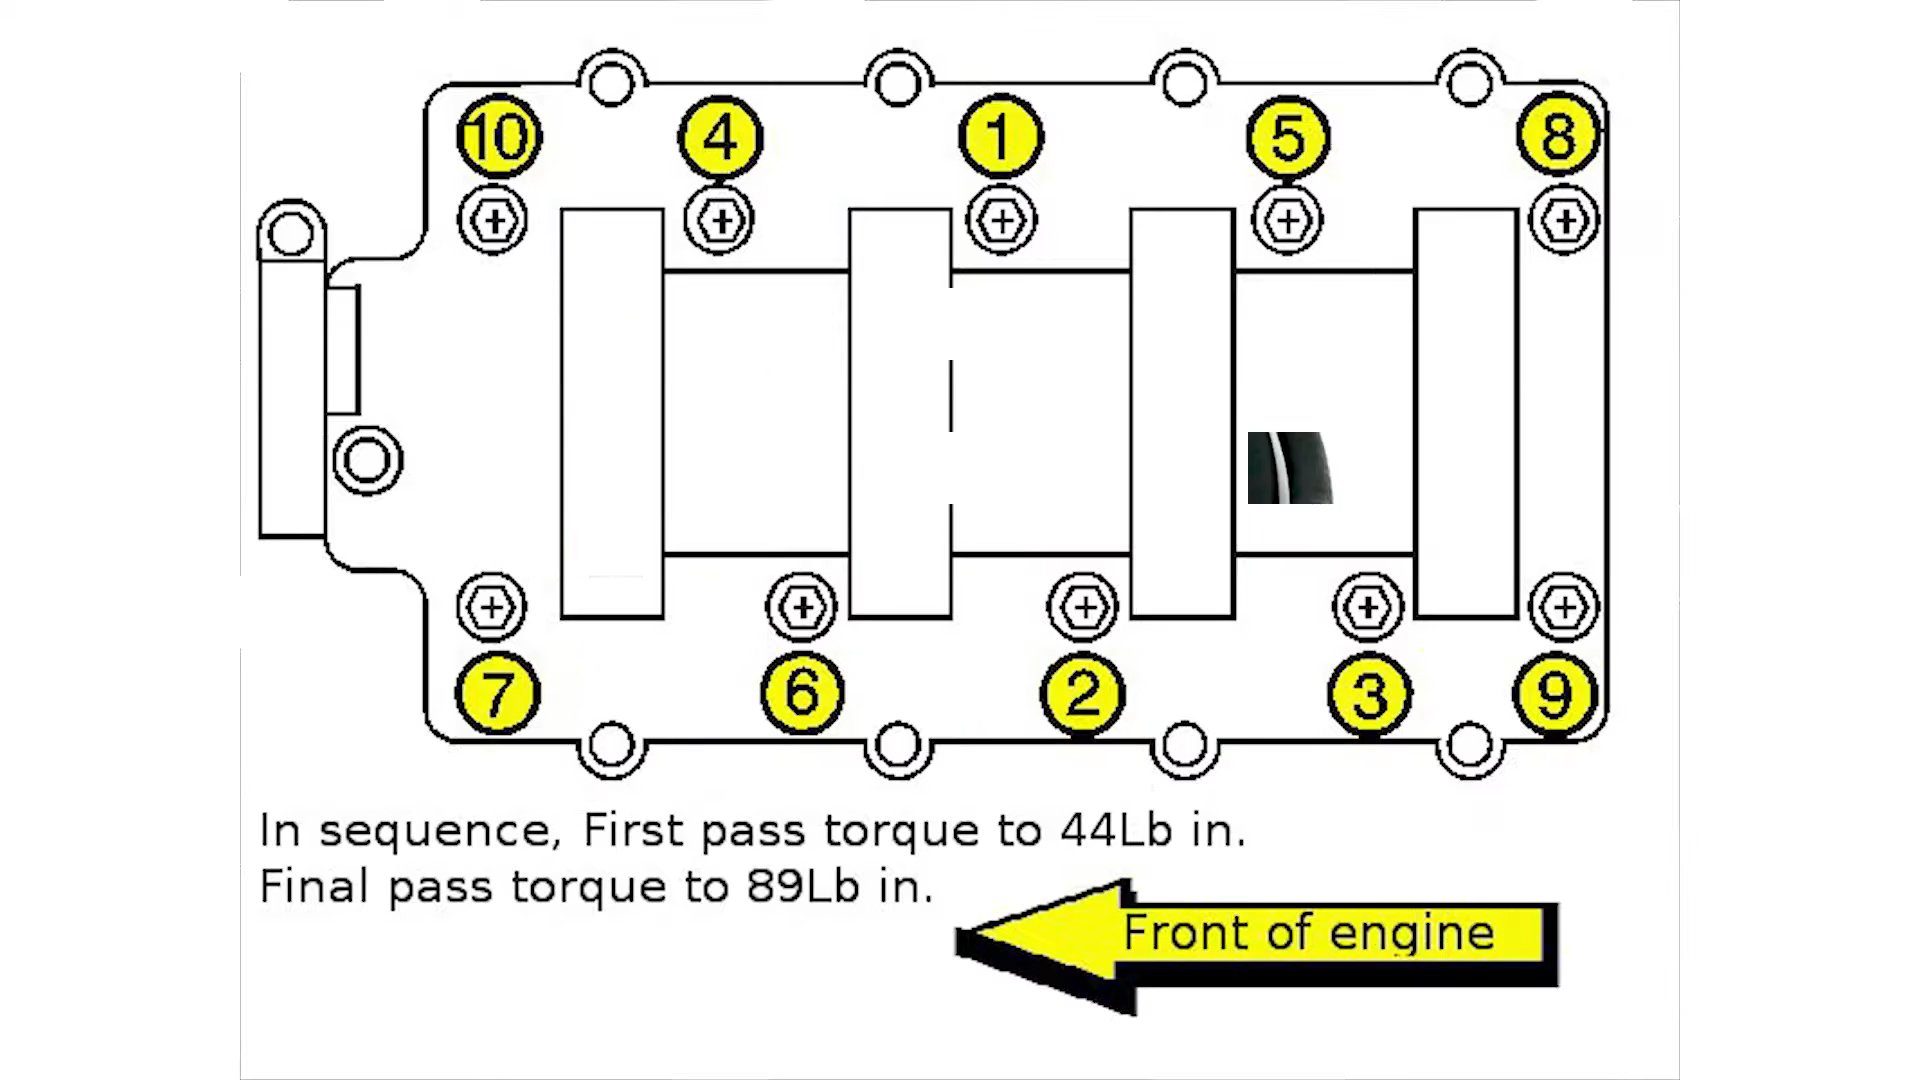 10 4 1 5 8
7 6 2 3 9
In sequence, First pass torque to 44Lb in.
Final pass torque to 89Lb in.
Front of engine